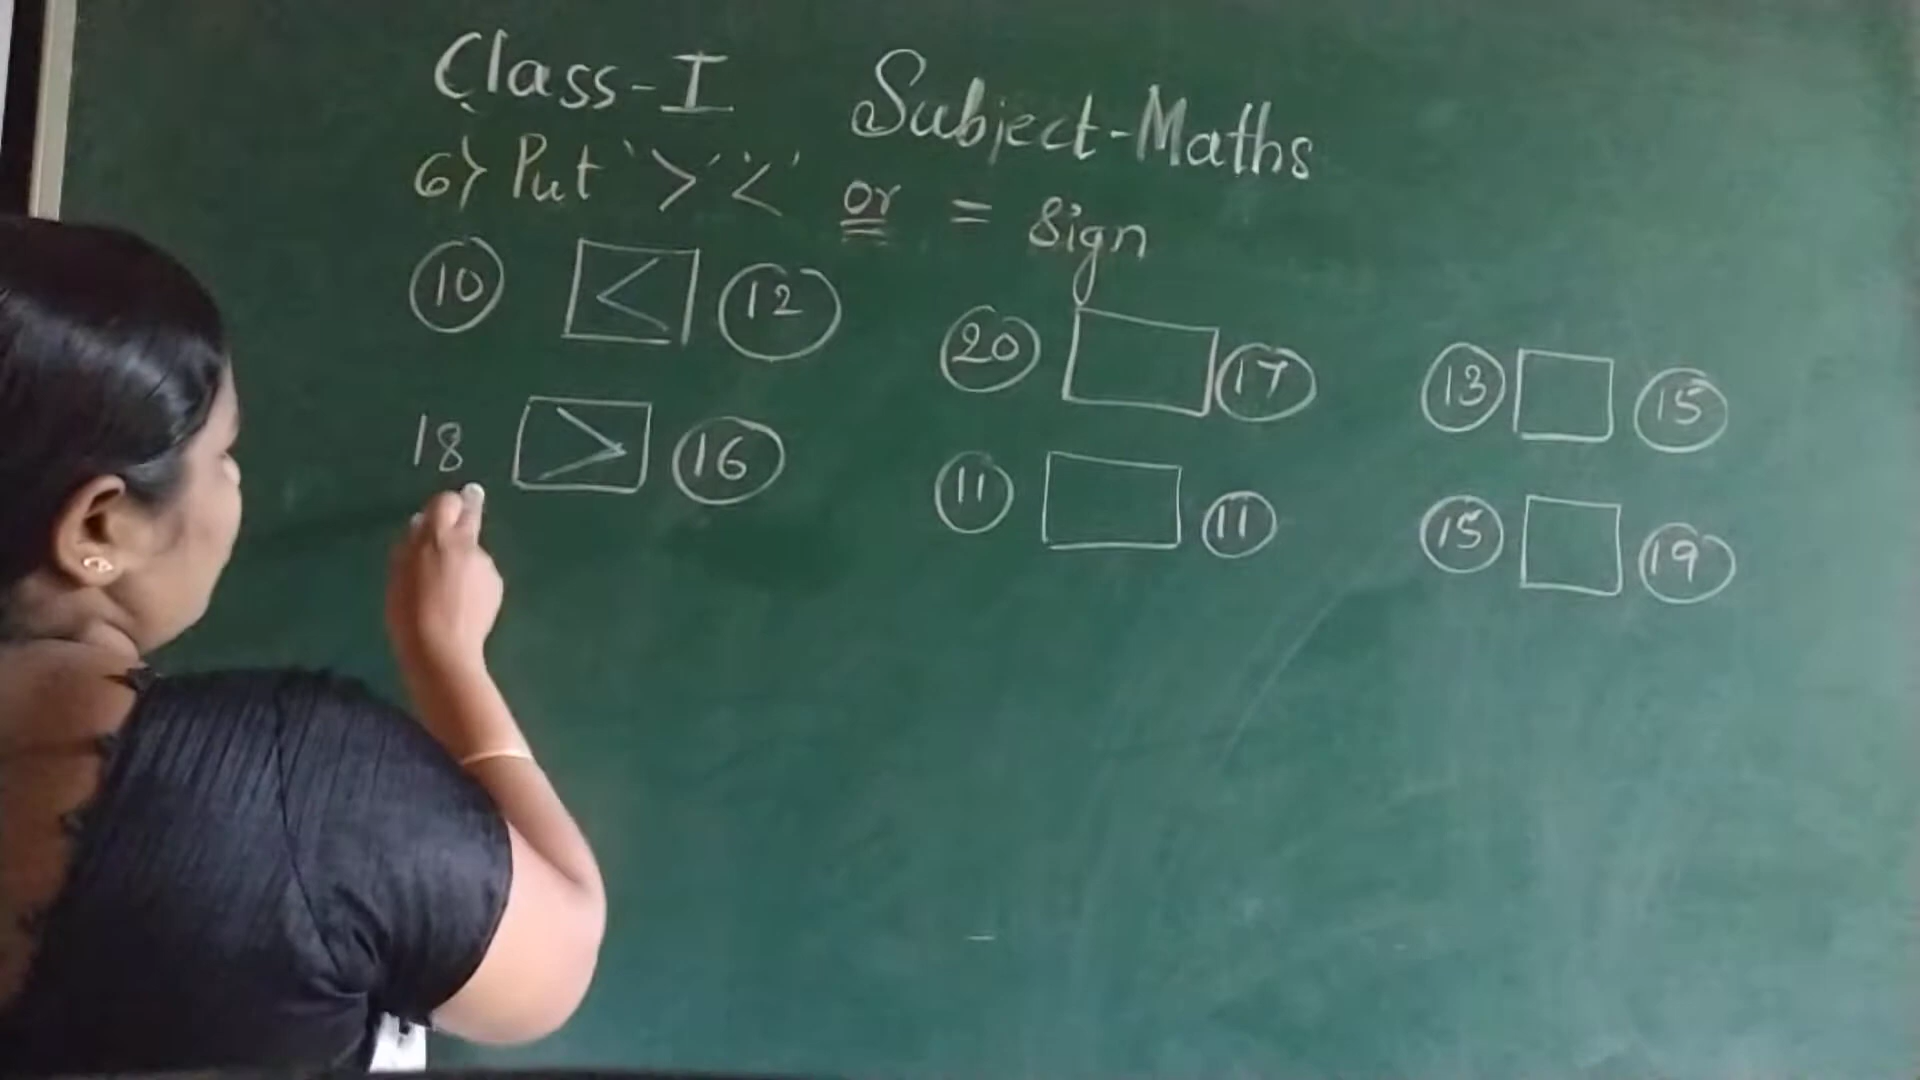 Class-I Subject-Maths
6) Put '>' '<' or = sign
10 < 12
20 17
13 15
18 > 16
11 11
15 19